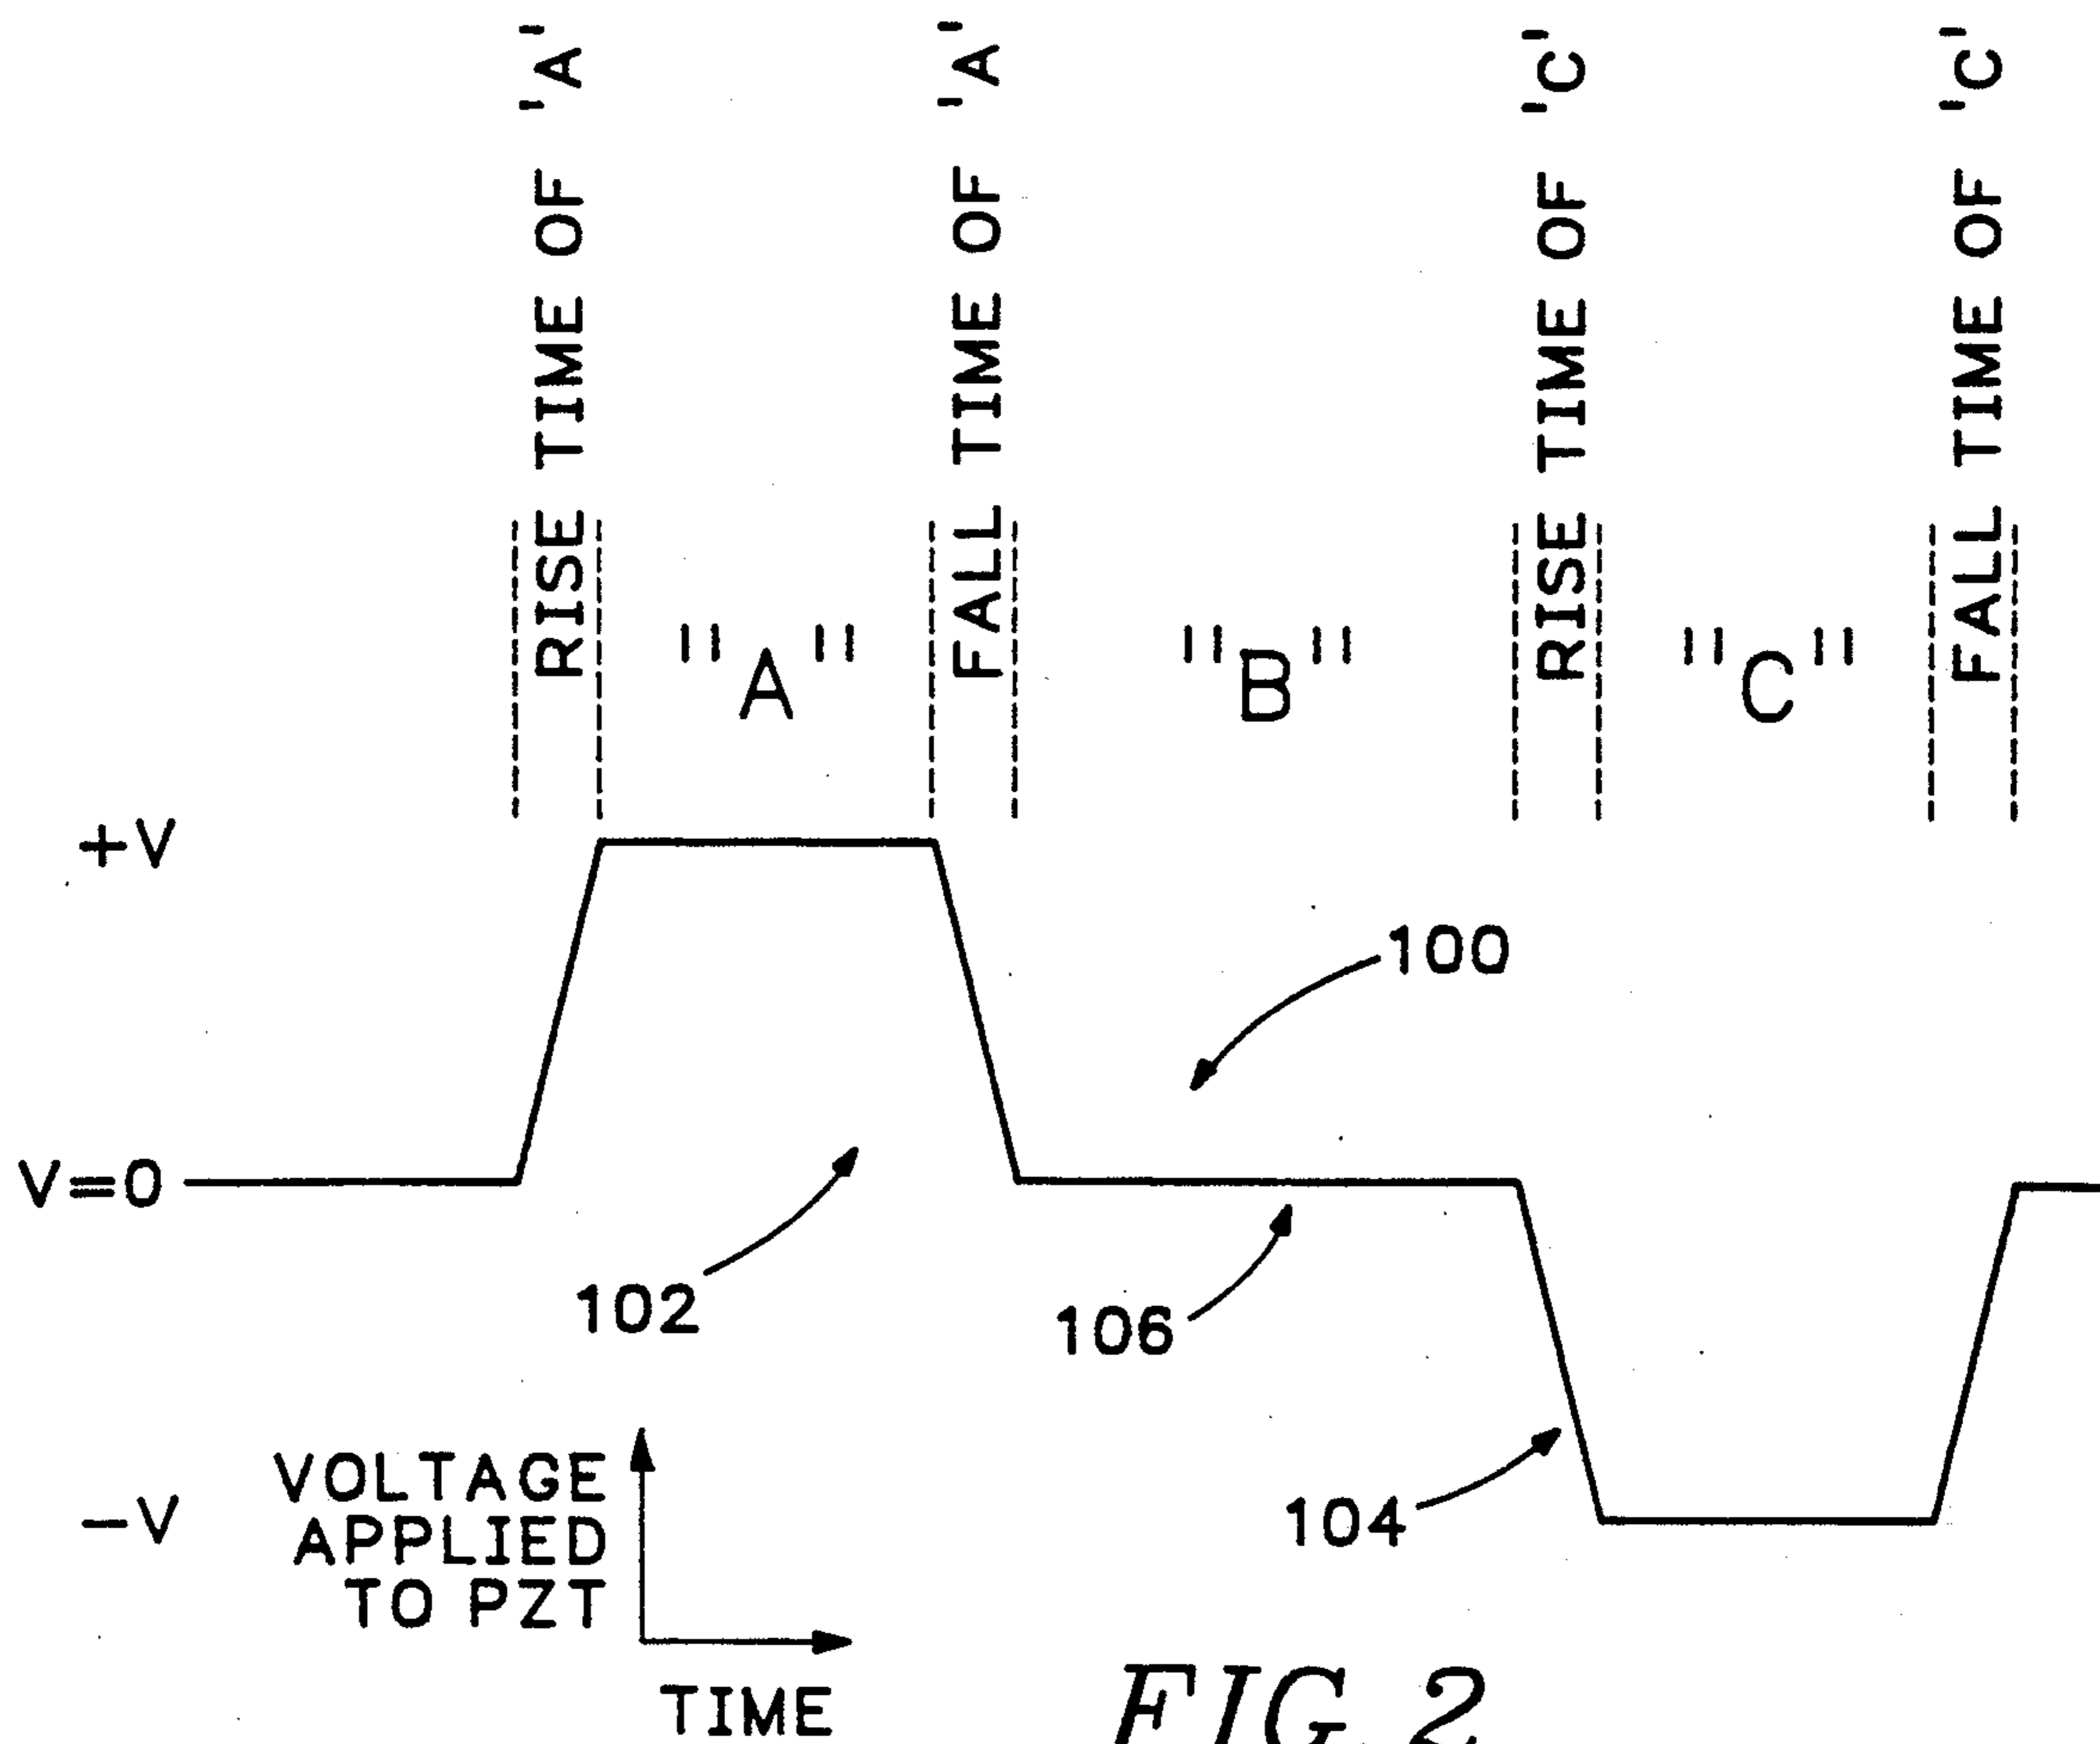 RISE TIME OF 'A'
FALL TIME OF 'A'
RISE TIME OF 'C'
FALL TIME OF 'C'
"A"
"B"
"C"
+V
100
V=0
102
106
104
-V
VOLTAGE
APPLIED
TO PZT
TIME
FIG. 2